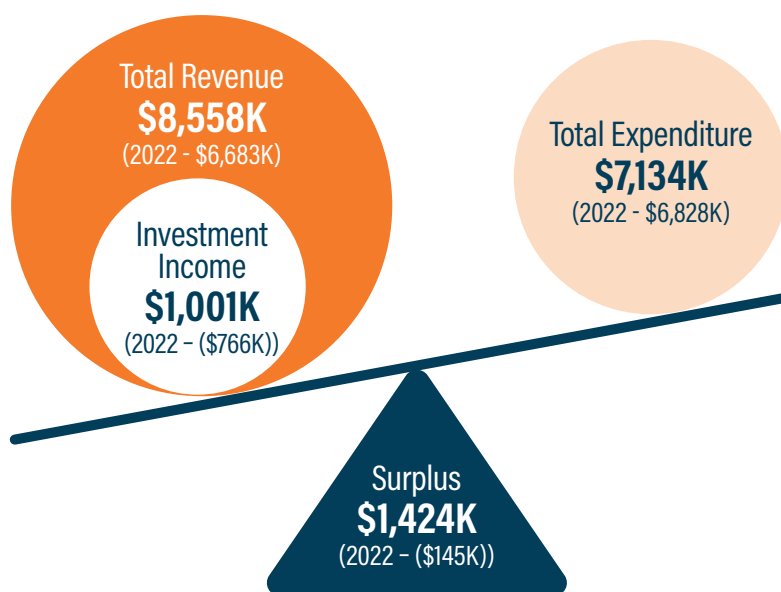 Total Revenue
$8,558K
(2022 - $6,683K)
Investment
Income
$1,001K
(2022 – ($766K))
Total Expenditure
$7,134K
(2022 - $6,828K)
Surplus
$1,424K
(2022 – ($145K))